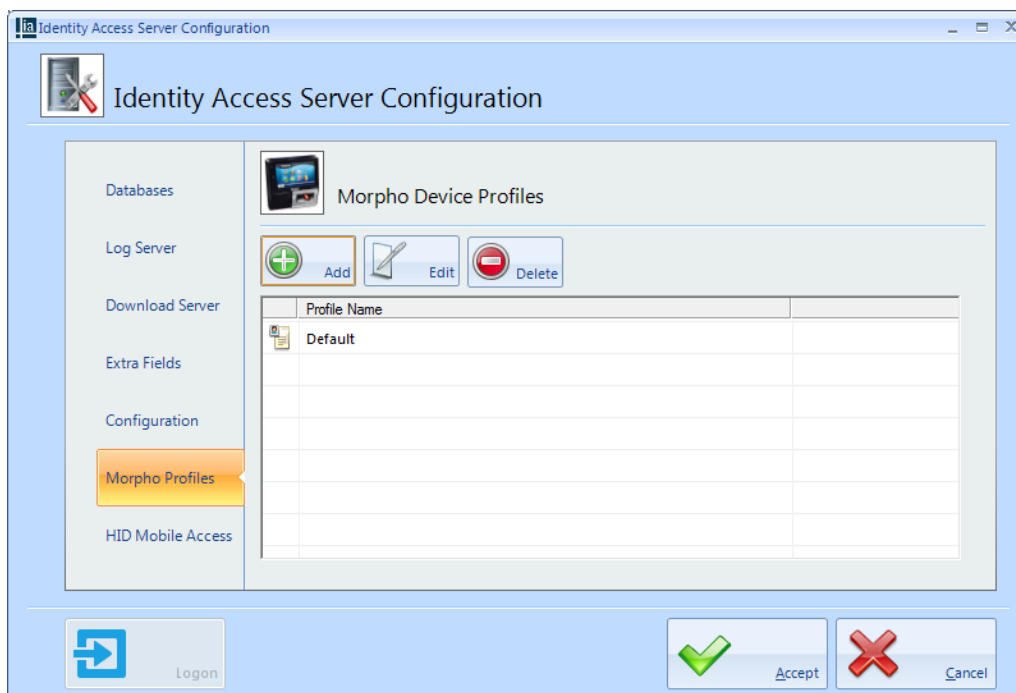 ia Identity Access Server Configuration
Identity Access Server Configuration
Databases
Log Server
Download Server
Extra Fields
Configuration
Morpho Profiles
HID Mobile Access
Morpho Device Profiles
Add Edit Delete
Profile Name
Default
Logon
Accept Cancel